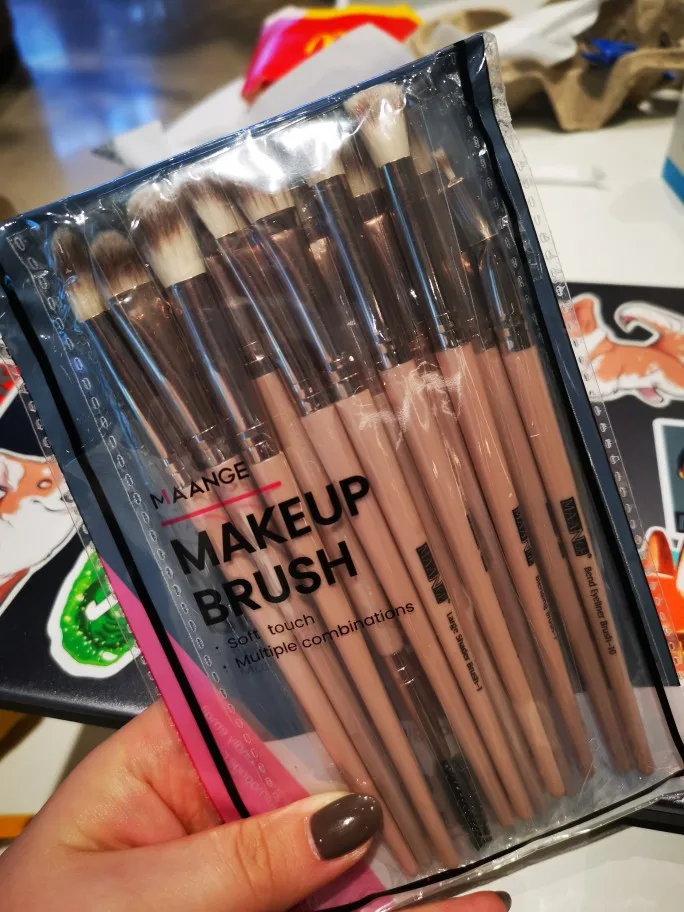 MAANGE
MAKEUP
BRUSH
• Soft touch
• Multiple combinations
Large Shader Brush-1
Bend Eyeliner Brush-10